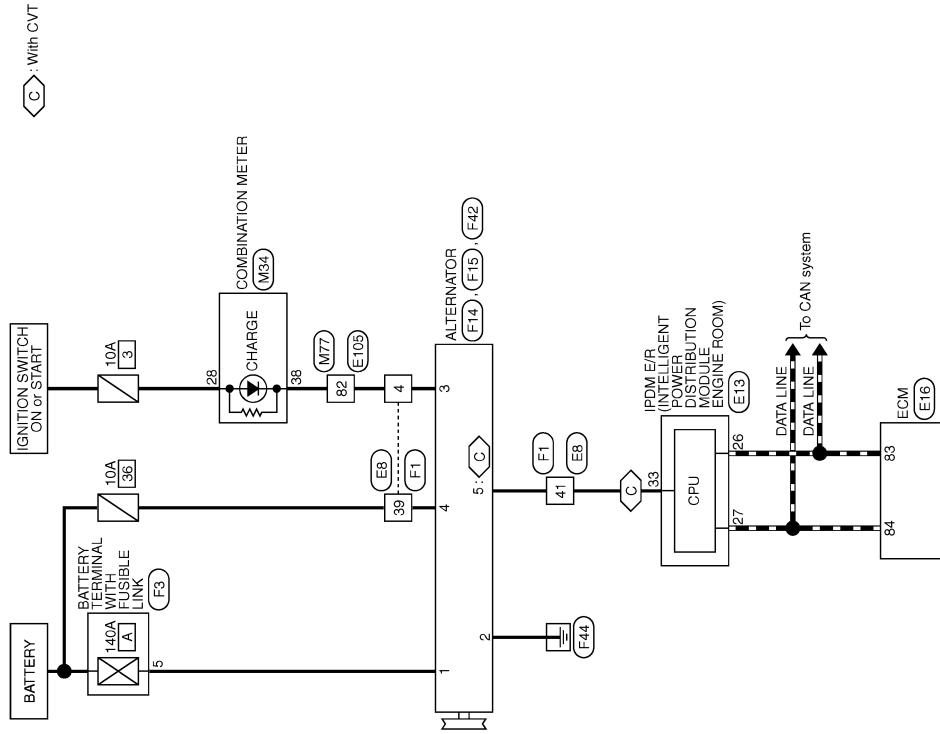 C : With CVT
IGNITION SWITCH
ON or START
10A
3
COMBINATION METER
M34
28
CHARGE
38
M77
82
E105
4
3
BATTERY
10A
36
BATTERY
TERMINAL
WITH
FUSIBLE
LINK
F3
140A
A
5
E8
39
F1
4
1
ALTERNATOR
F14 , F15 , F42
2
5 : C
F44
F1
41
E8
C
33
IPDM E/R
(INTELLIGENT
POWER
DISTRIBUTION
MODULE
ENGINE ROOM)
E13
CPU
27
26
DATA LINE
DATA LINE
To CAN system
84
83
ECM
E16